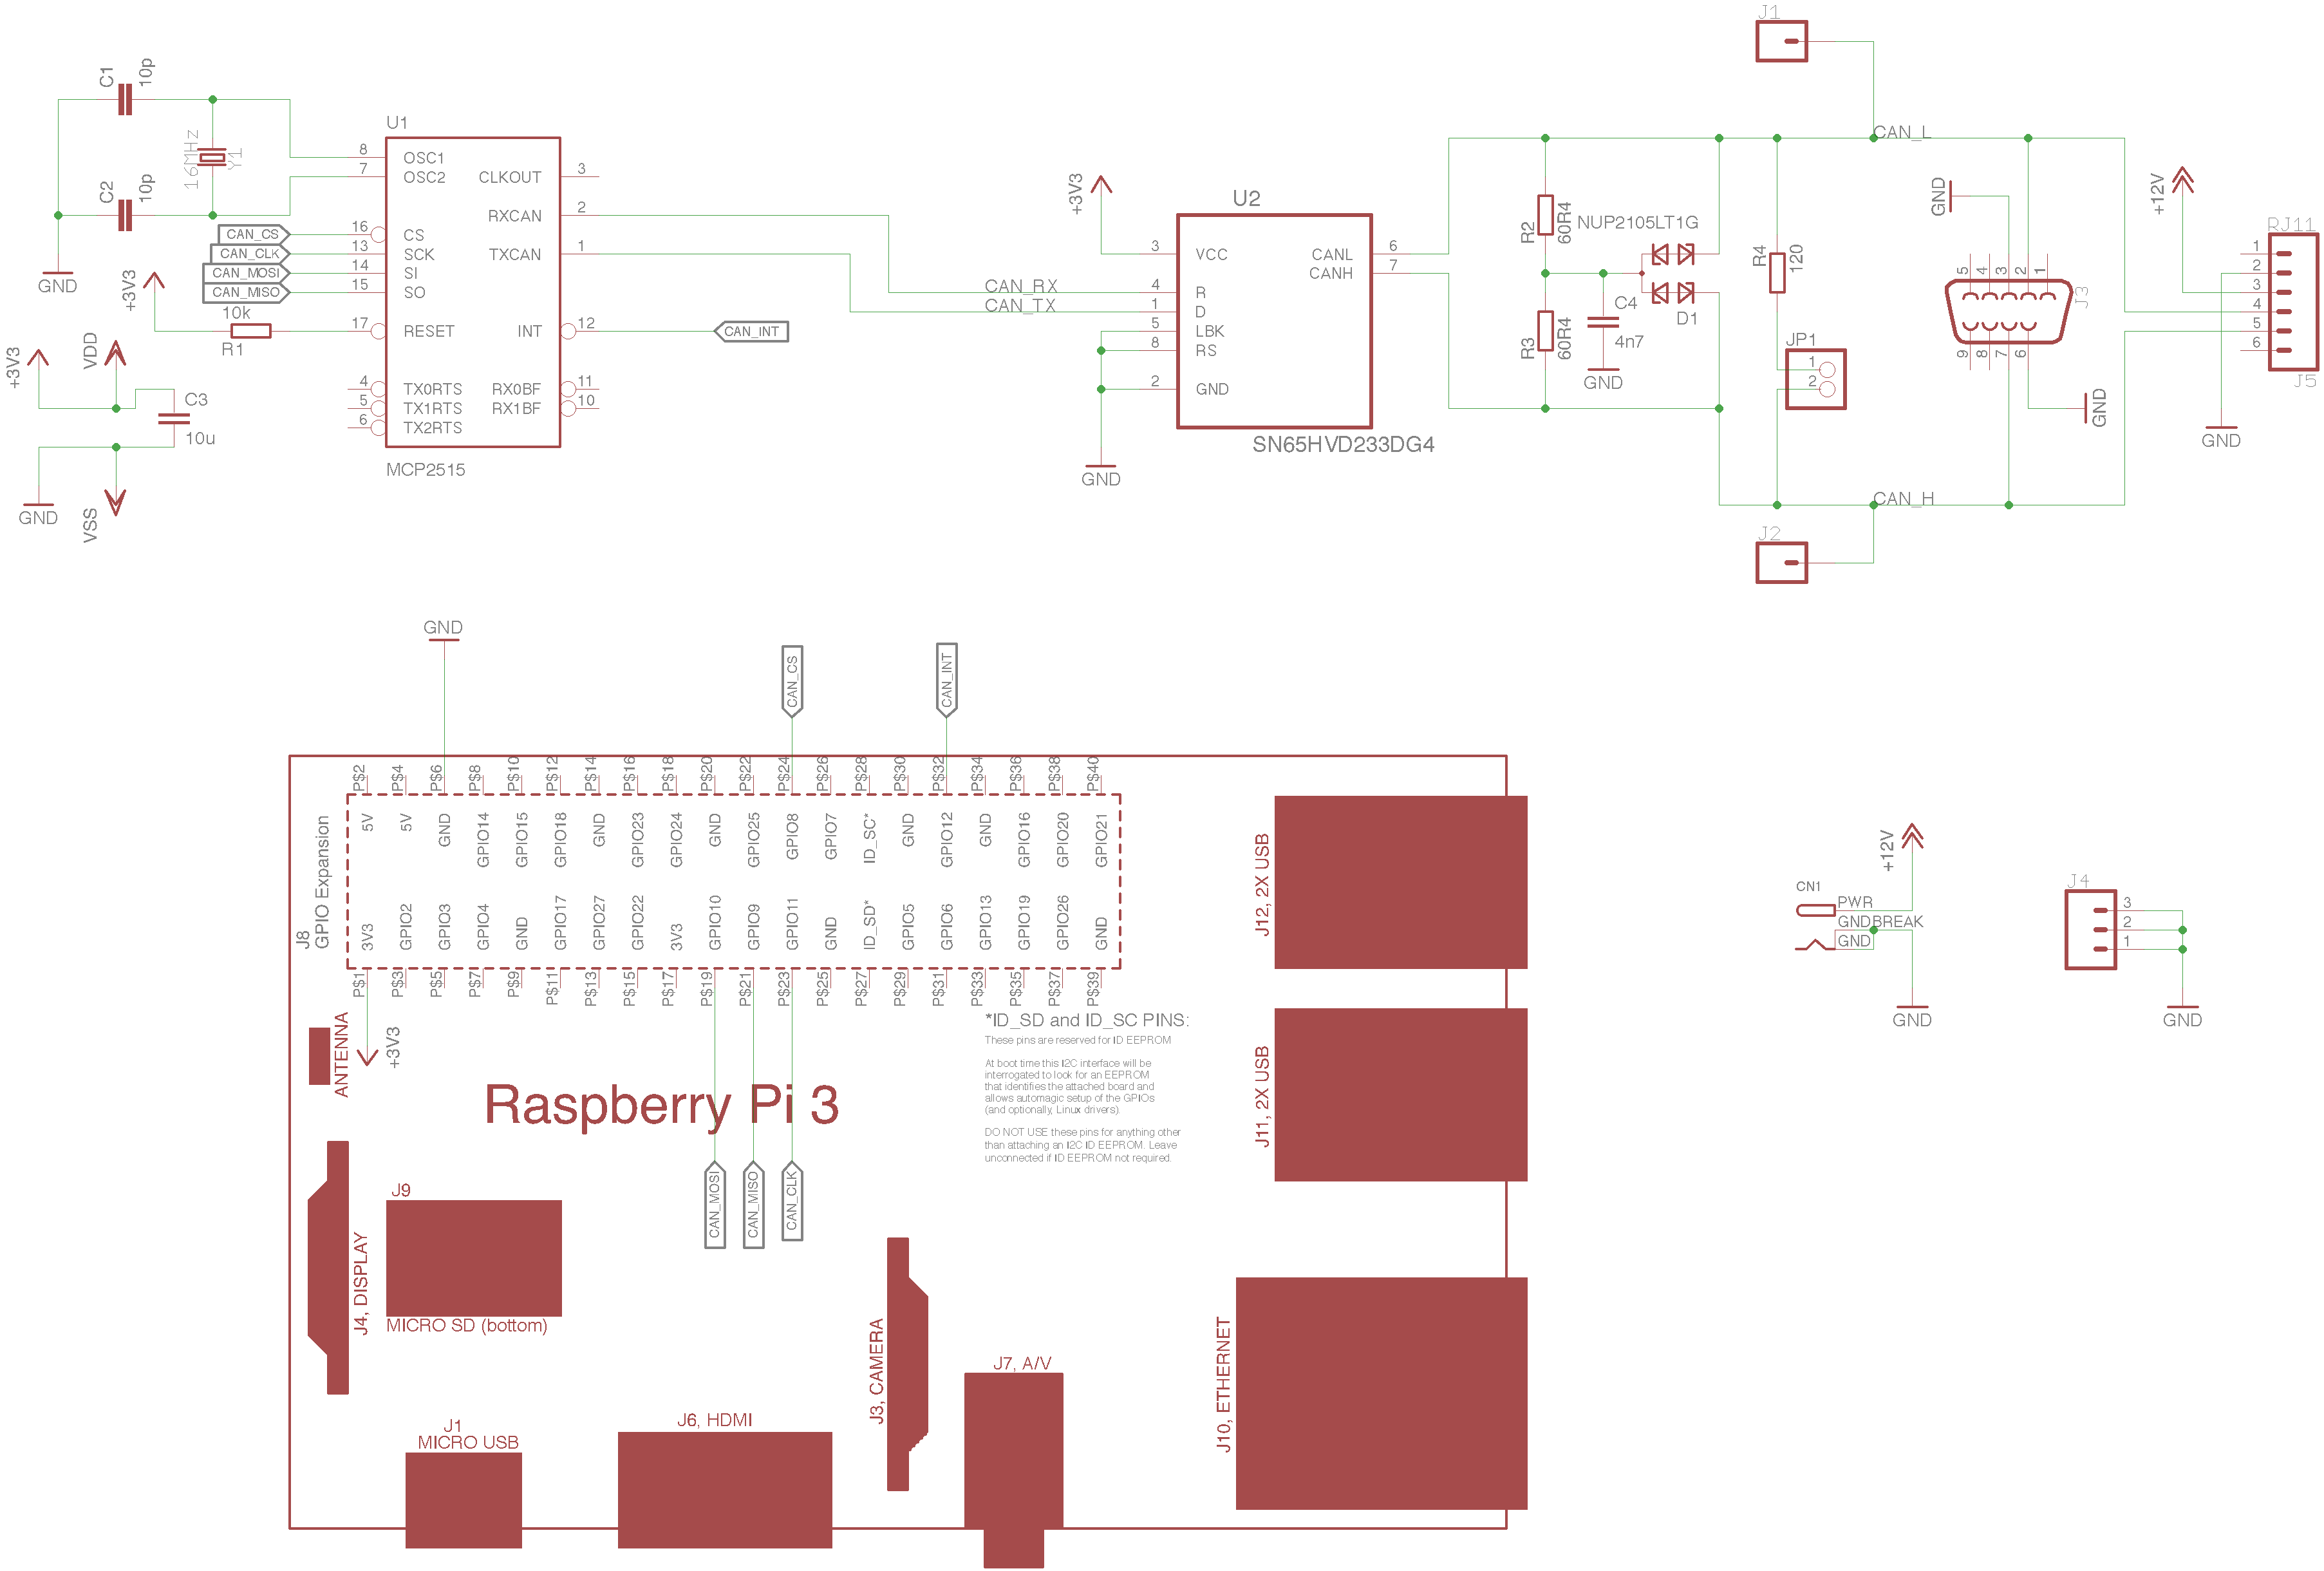 J1
C1
10p
16MHz
Y1
C2
10p
GND
U1
8
OSC1
7
OSC2
CLKOUT
3
RXCAN
2
CAN_CS
16
CS
CAN_CLK
13
SCK
TXCAN
1
CAN_MOSI
14
SI
CAN_MISO
15
SO
+3V3
10k
R1
17
RESET
INT
12
CAN_INT
4
TX0RTS
RX0BF
11
5
TX1RTS
RX1BF
10
6
TX2RTS
MCP2515
+3V3
VDD
C3
10u
GND
VSS
CAN_RX
CAN_TX
+3V3
U2
3
VCC
CANL
6
CANH
7
4
R
1
D
5
LBK
8
RS
2
GND
SN65HVD233DG4
GND
CAN_L
R2
60R4
NUP2105LT1G
R3
60R4
C4
4n7
GND
D1
R4
120
JP1
1
2
GND
5
4
3
2
1
J3
9
8
7
6
GND
+12V
RJ11
1
2
3
4
5
6
J5
GND
CAN_H
J2
GND
CAN_CS
CAN_INT
P$2
P$4
P$6
P$8
P$10
P$12
P$14
P$16
P$18
P$20
P$22
P$24
P$26
P$28
P$30
P$32
P$34
P$36
P$38
P$40
5V
5V
GND
GPIO14
GPIO15
GPIO18
GND
GPIO23
GPIO24
GND
GPIO25
GPIO8
GPIO7
ID_SC*
GND
GPIO12
GND
GPIO16
GPIO20
GPIO21
J8
GPIO Expansion
3V3
GPIO2
GPIO3
GPIO4
GND
GPIO17
GPIO27
GPIO22
3V3
GPIO10
GPIO9
GPIO11
GND
ID_SD*
GPIO5
GPIO6
GPIO13
GPIO19
GPIO26
GND
P$1
P$3
P$5
P$7
P$9
P$11
P$13
P$15
P$17
P$19
P$21
P$23
P$25
P$27
P$29
P$31
P$33
P$35
P$37
P$39
ANTENNA
+3V3
*ID_SD and ID_SC PINS:
These pins are reserved for ID EEPROM
At boot time this I2C interface will be
interrogated to look for an EEPROM
that identifies the attached board and
allows automagic setup of the GPIOs
(and optionally, Linux drivers).
DO NOT USE these pins for anything other
than attaching an I2C ID EEPROM. Leave
unconnected if ID EEPROM not required.
Raspberry Pi 3
CAN_MOSI
CAN_MISO
CAN_CLK
J12, 2X USB
J11, 2X USB
J10, ETHERNET
J4, DISPLAY
J9
MICRO SD (bottom)
J1
MICRO USB
J6, HDMI
J3, CAMERA
J7, A/V
+12V
CN1
PWR
GNDBREAK
GND
GND
J4
3
2
1
GND